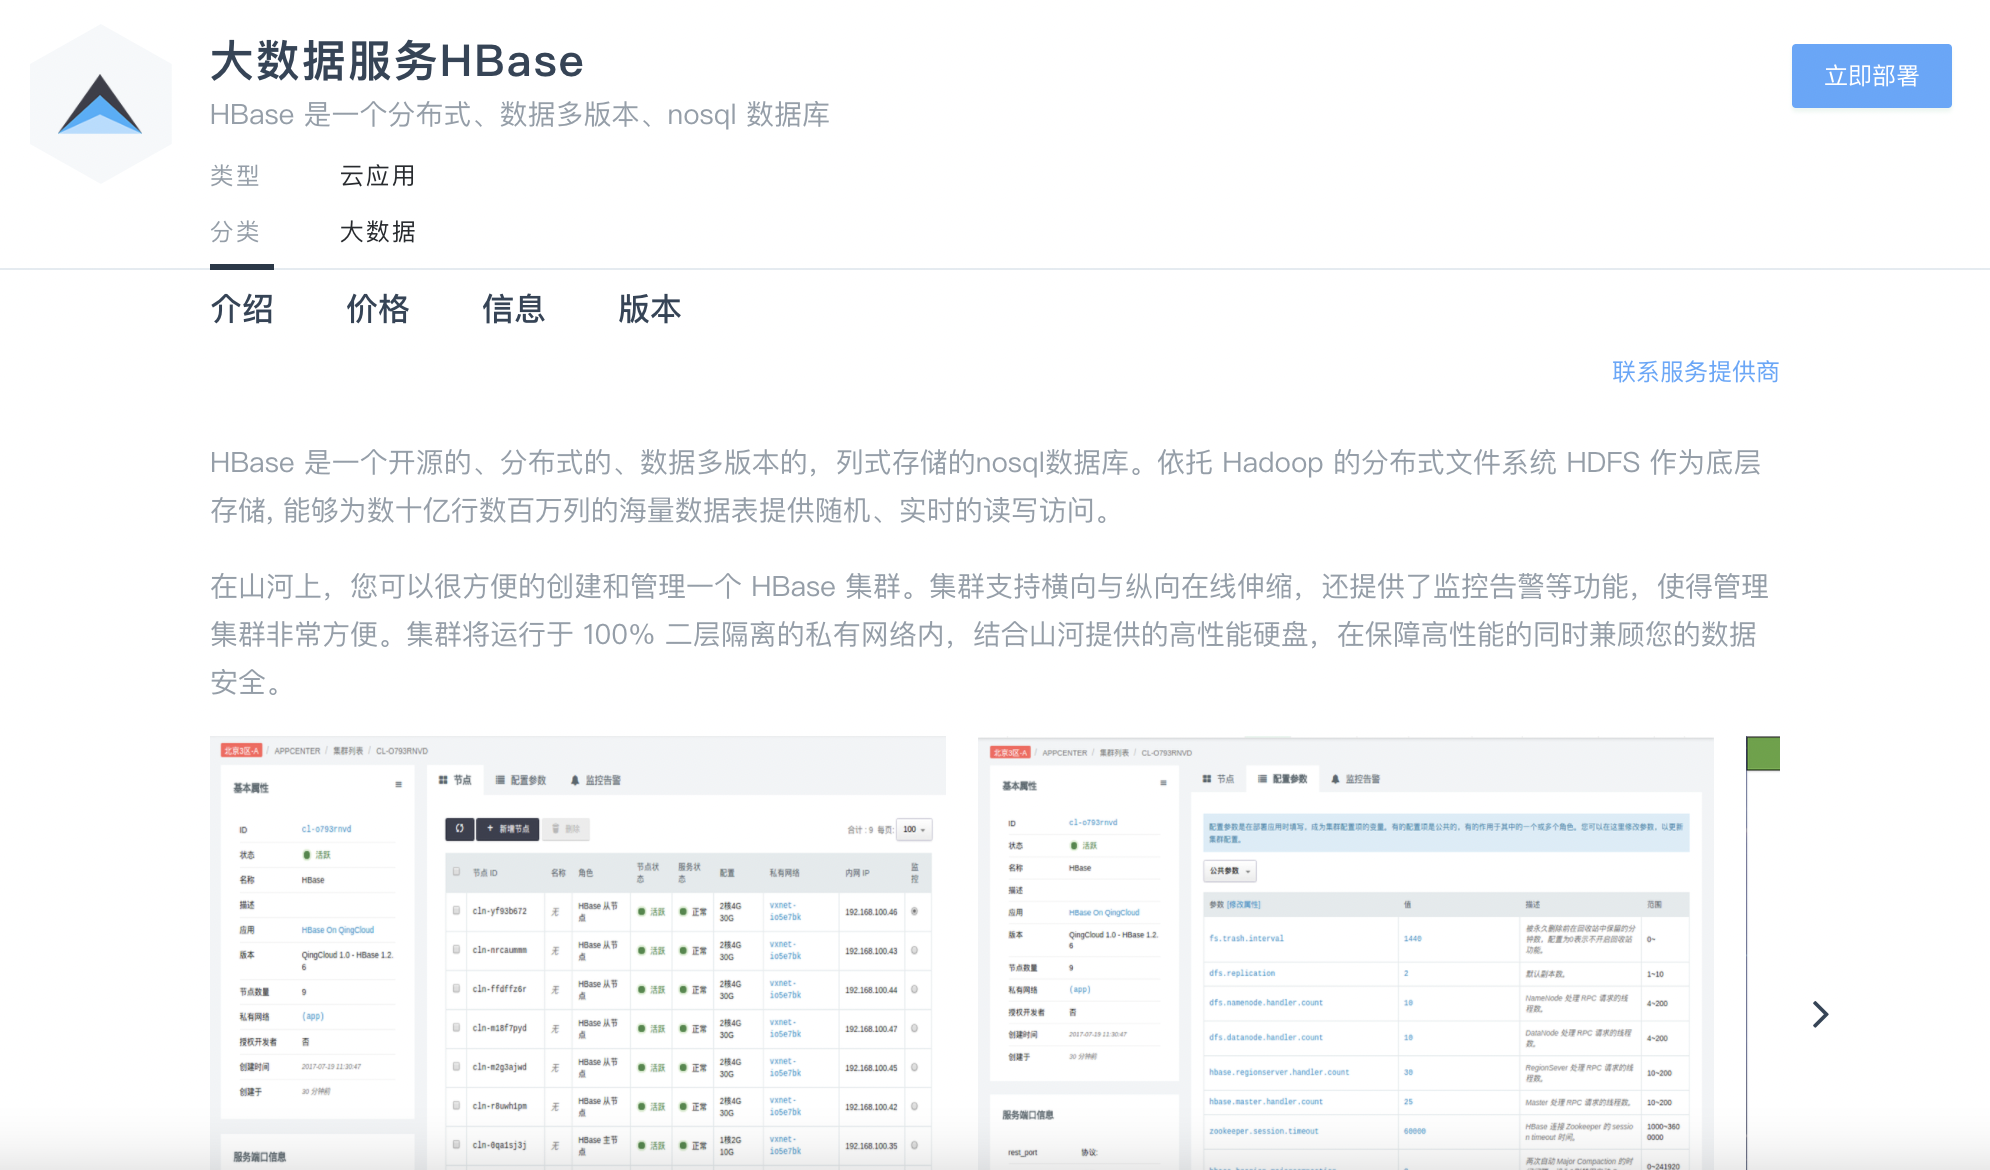 大数据服务HBase
立即部署
HBase 是一个分布式、数据多版本、nosql 数据库
类型 云应用
分类 大数据
介绍 价格 信息 版本
联系服务提供商
HBase 是一个开源的、分布式的、数据多版本的，列式存储的nosql数据库。依托 Hadoop 的分布式文件系统 HDFS 作为底层
存储, 能够为数十亿行数百万列的海量数据表提供随机、实时的读写访问。
在山河上，您可以很方便的创建和管理一个 HBase 集群。集群支持横向与纵向在线伸缩，还提供了监控告警等功能，使得管理
集群非常方便。集群将运行于 100% 二层隔离的私有网络内，结合山河提供的高性能硬盘，在保障高性能的同时兼顾您的数据
安全。
北京3区-A / APPCENTER / 集群列表 / CL-O793RNVD
基本属性
ID cl-o793rnvd
状态 活跃
名称 HBase
描述
应用 HBase On QingCloud
版本 QingCloud 1.0 - HBase 1.2.
6
节点数量 9
私有网络 (app)
授权开发者 否
创建时间 2017-07-19 11:30:47
创建于 30 分钟前
服务端口信息
节点 配置参数 监控告警
+ 新增节点 删除 合计 : 9 每页: 100
节点 ID 名称 角色 节点状态 服务状态 配置 私有网络 内网 IP 监控
cln-yf93b672 无 HBase 从节点 活跃 正常 2核4G 30G vxnet-io5e7bk 192.168.100.46
cln-nrcaummm 无 HBase 从节点 活跃 正常 2核4G 30G vxnet-io5e7bk 192.168.100.43
cln-ffdffz6r 无 HBase 从节点 活跃 正常 2核4G 30G vxnet-io5e7bk 192.168.100.44
cln-m18f7pyd 无 HBase 从节点 活跃 正常 2核4G 30G vxnet-io5e7bk 192.168.100.47
cln-m2g3ajwd 无 HBase 从节点 活跃 正常 2核4G 30G vxnet-io5e7bk 192.168.100.45
cln-r8uwh1pm 无 HBase 从节点 活跃 正常 2核4G 30G vxnet-io5e7bk 192.168.100.42
cln-0qa1sj3j 无 HBase 主节点 活跃 正常 1核2G 10G vxnet-io5e7bk 192.168.100.35
北京3区-A / APPCENTER / 集群列表 / CL-O793RNVD
基本属性
ID cl-o793rnvd
状态 活跃
名称 HBase
描述
应用 HBase On QingCloud
版本 QingCloud 1.0 - HBase 1.2.
6
节点数量 9
私有网络 (app)
授权开发者 否
创建时间 2017-07-19 11:30:47
创建于 30 分钟前
服务端口信息
rest_port 协议:
节点 配置参数 监控告警
配置参数是在部署应用时填写，成为集群配置项的变量。有的配置项是公共的，有的作用于其中的一个或多个角色。您可以在这里修改参数，以更新
集群配置。
公共参数
参数 [修改属性] 值 描述 范围
fs.trash.interval 1440 被永久删除前在回收站中保留的分钟数，配置为0表示不开启回收站功能。 0~
dfs.replication 2 默认副本数。 1~10
dfs.namenode.handler.count 10 NameNode 处理 RPC 请求的线程数。 4~200
dfs.datanode.handler.count 10 DataNode 处理 RPC 请求的线程数。 4~200
hbase.regionserver.handler.count 30 RegionSever 处理 RPC 请求的线程数。 10~200
hbase.master.handler.count 25 Master 处理 RPC 请求的线程数。 10~200
zookeeper.session.timeout 60000 HBase 连接 Zookeeper 的 session timeout 时间。 1000~3600000
两次自动 Major Compaction 的时 0~241920